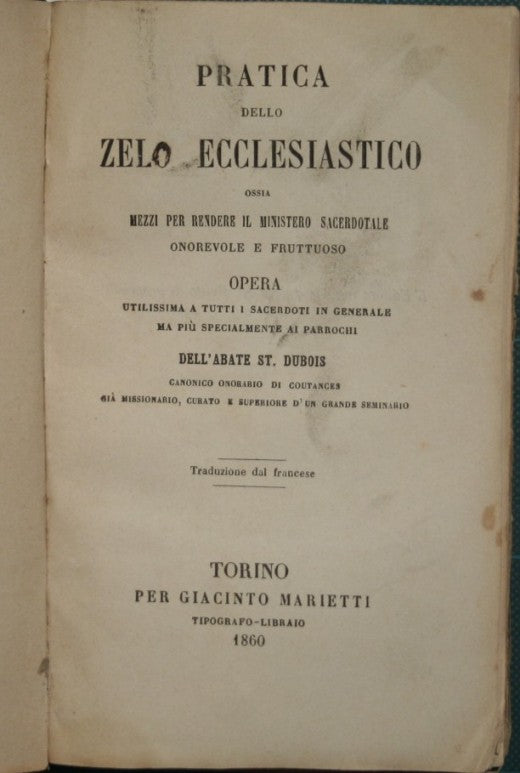 PRATICA
DELLO
ZELO ECCLESIASTICO
OSSIA
MEZZI PER RENDERE IL MINISTERO SACERDOTALE
ONOREVOLE E FRUTTUOSO
OPERA
UTILISSIMA A TUTTI I SACERDOTI IN GENERALE
MA PIÙ SPECIALMENTE AI PARROCHI
DELL'ABATE ST. DUBOIS
CANONICO ONORARIO DI COUTANCES
GIÀ MISSIONARIO, CURATO E SUPERIORE D'UN GRANDE SEMINARIO
Traduzione dal francese
TORINO
PER GIACINTO MARIETTI
TIPOGRAFO-LIBRAIO
1860